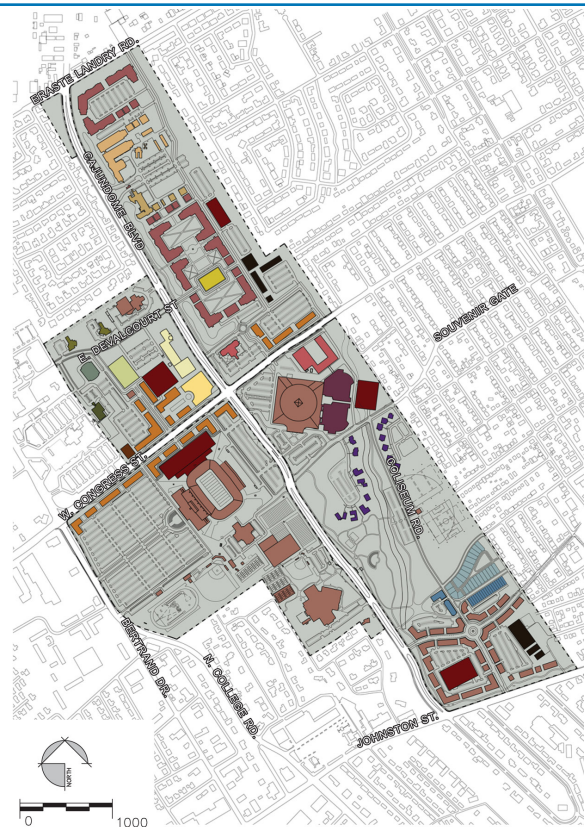 ERASTE LANDRY RD.
CAJUNDOME BLVD
E. DEVALCOURT ST
SOUVENIR GATE
W. CONGRESS ST.
COLISEUM RD.
BERTRAND DR.
N. COLLEGE RD.
JOHNSTON ST.
NORTH
0 1000